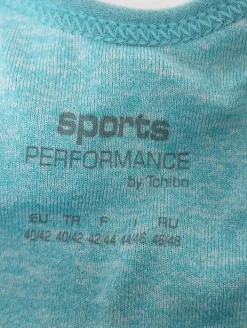 sports
PERFORMANCE
by Tchibo
EU TR F I RU
40/42 40/42 42/44 44/46 46/48